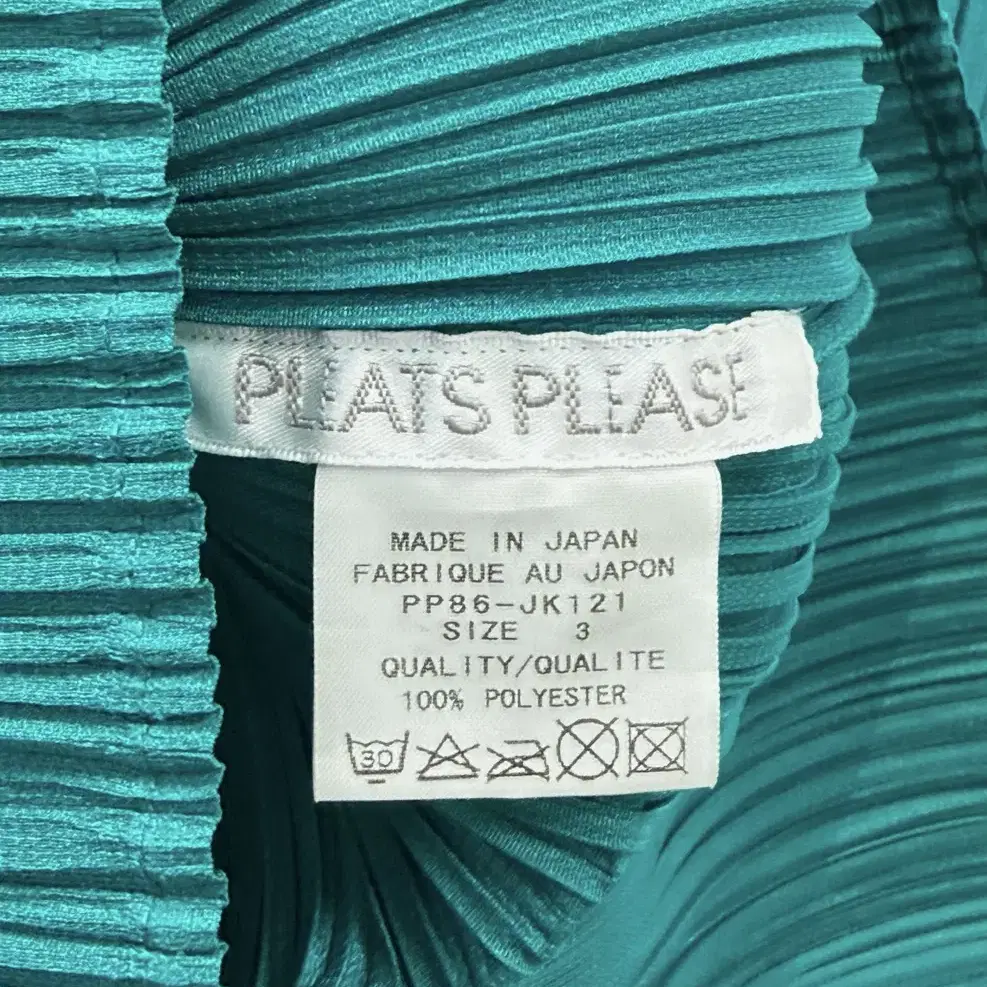 PLEATS PLEASE
MADE IN JAPAN
FABRIQUE AU JAPON
PP86-JK121
SIZE 3
QUALITY/QUALITE
100% POLYESTER
30